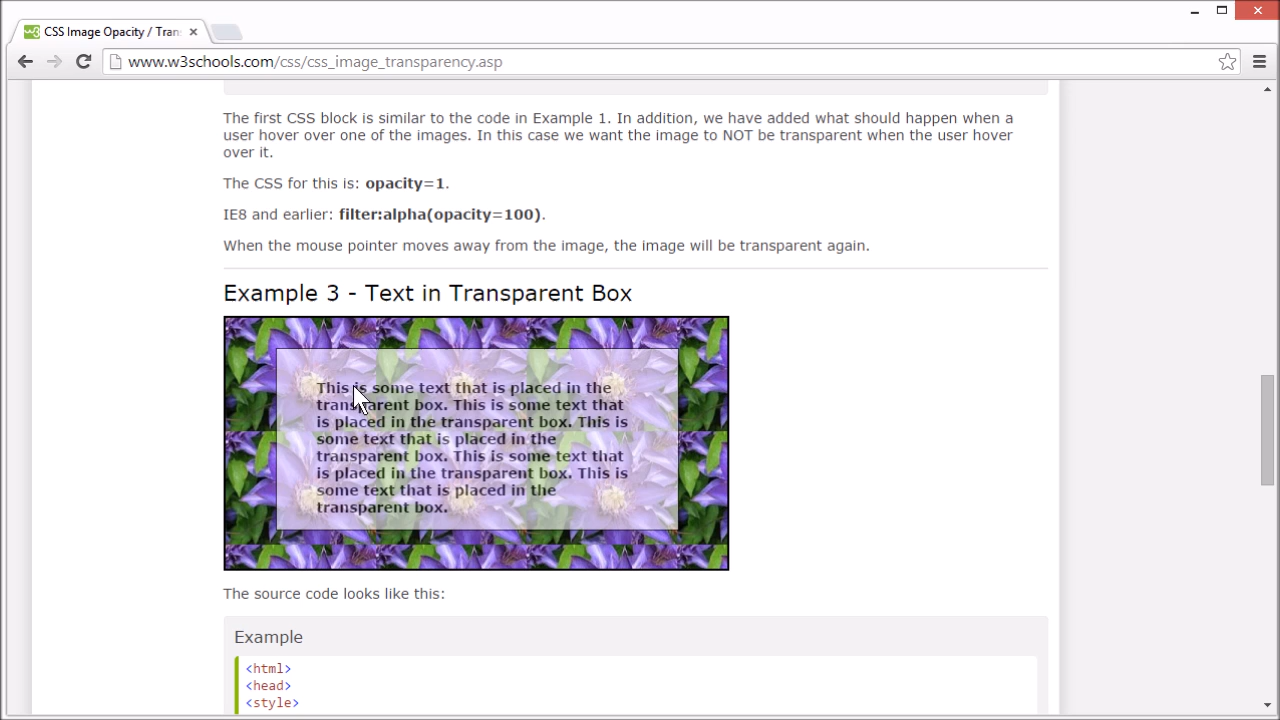 CSS Image Opacity / Tran
www.w3schools.com/css/css_image_transparency.asp
The first CSS block is similar to the code in Example 1. In addition, we have added what should happen when a
user hover over one of the images. In this case we want the image to NOT be transparent when the user hover
over it.
The CSS for this is: opacity=1.
IE8 and earlier: filter:alpha(opacity=100).
When the mouse pointer moves away from the image, the image will be transparent again.
Example 3 - Text in Transparent Box
This is some text that is placed in the
transparent box. This is some text that
is placed in the transparent box. This is
some text that is placed in the
transparent box. This is some text that
is placed in the transparent box. This is
some text that is placed in the
transparent box.
The source code looks like this:
Example
<html>
<head>
<style>